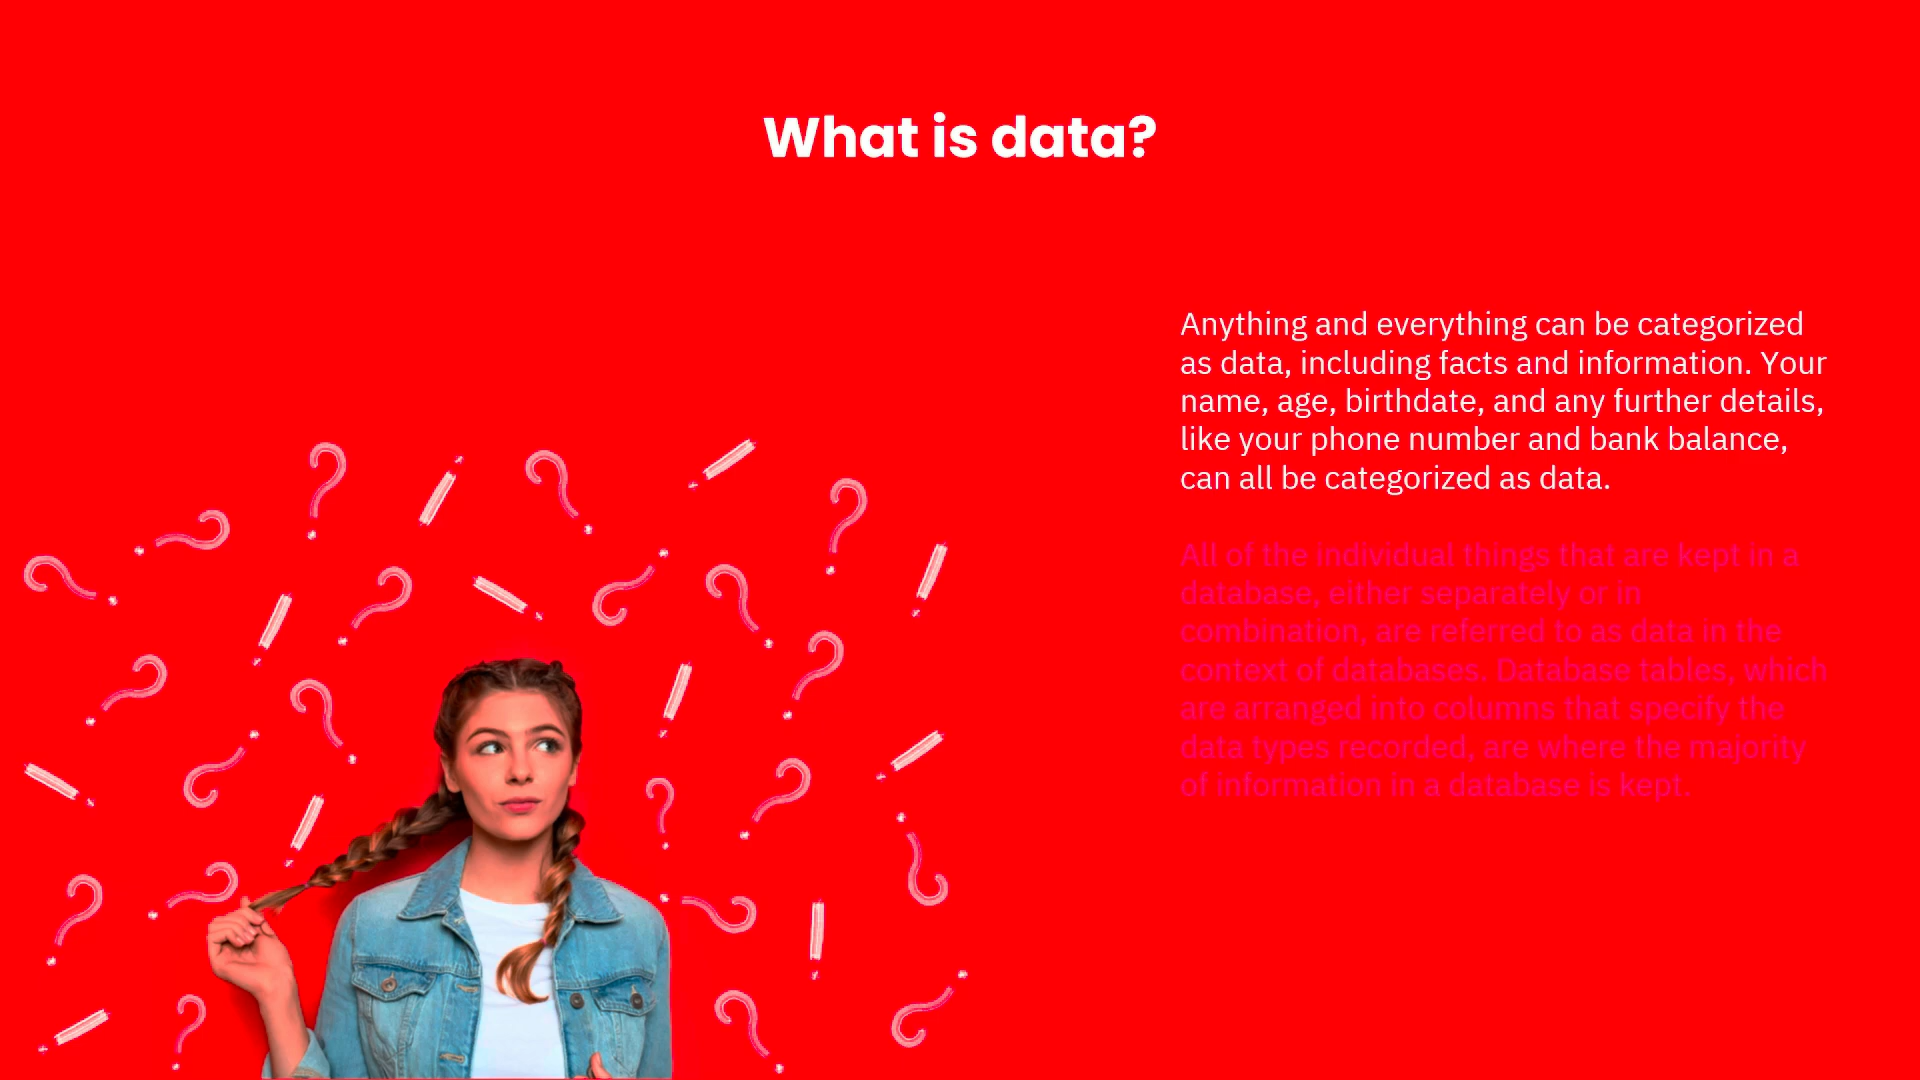 What is data?
Anything and everything can be categorized
as data, including facts and information. Your
name, age, birthdate, and any further details,
like your phone number and bank balance,
can all be categorized as data.
All of the individual things that are kept in a
database, either separately or in
combination, are referred to as data in the
context of databases. Database tables, which
are arranged into columns that specify the
data types recorded, are where the majority
of information in a database is kept.